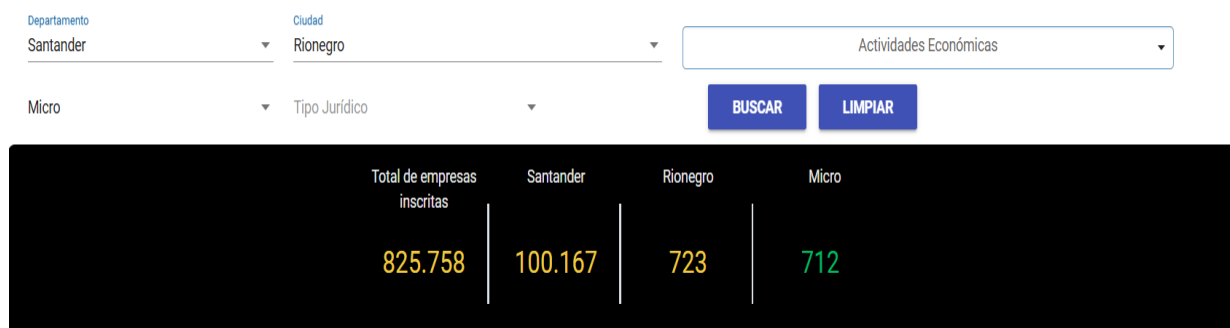 Departamento
Santander
Ciudad
Rionegro
Actividades Económicas
Micro
Tipo Jurídico
BUSCAR
LIMPIAR
Total de empresas
inscritas
Santander
Rionegro
Micro
825.758
100.167
723
712